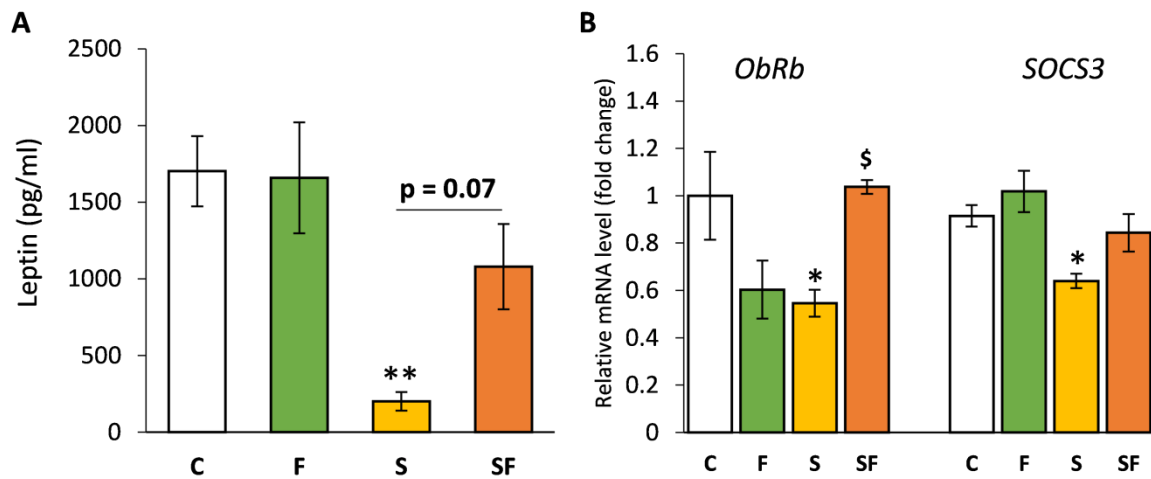 A
Leptin (pg/ml)
2500
2000
1500
1000
500
0
p = 0.07
**
C F S SF
B
Relative mRNA level (fold change)
1.6
1.4
1.2
1
0.8
0.6
0.4
0.2
0
ObRb SOCS3
$
* *
C F S SF C F S SF